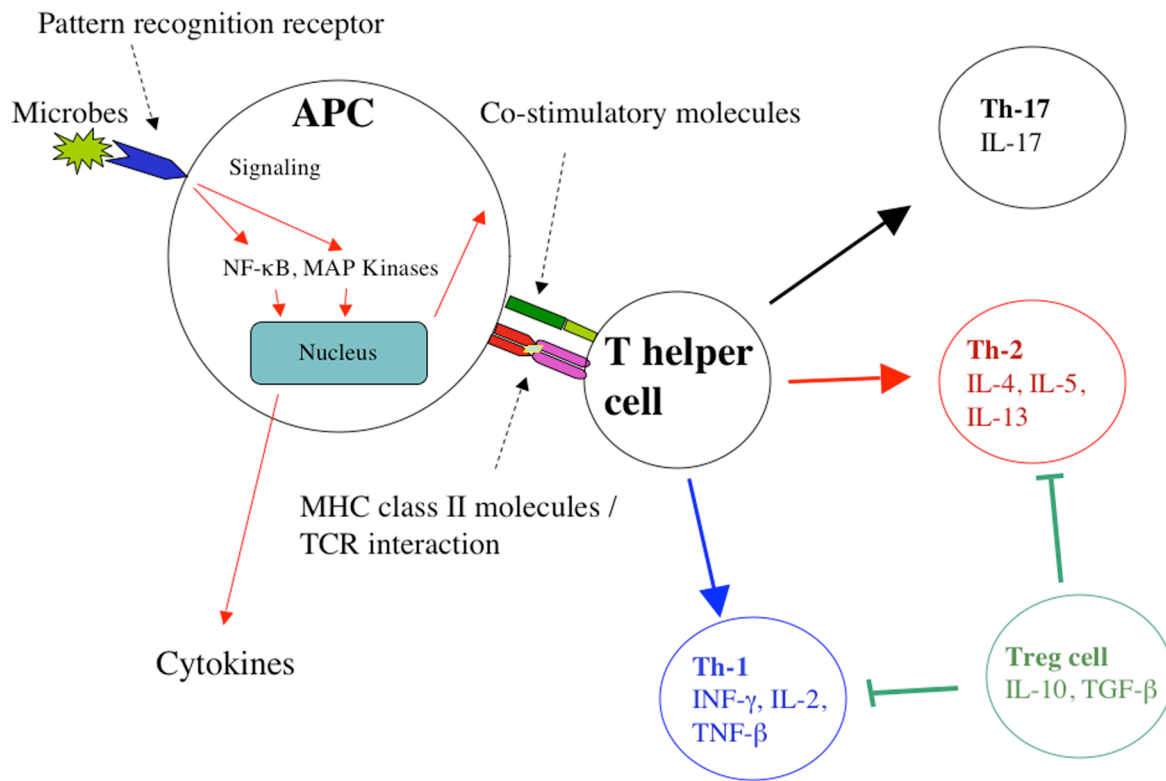 Pattern recognition receptor
Microbes
APC
Signaling
NF-κB, MAP Kinases
Nucleus
Cytokines
Co-stimulatory molecules
MHC class II molecules /
TCR interaction
T helper
cell
Th-17
IL-17
Th-2
IL-4, IL-5,
IL-13
Th-1
INF-γ, IL-2,
TNF-β
Treg cell
IL-10, TGF-β